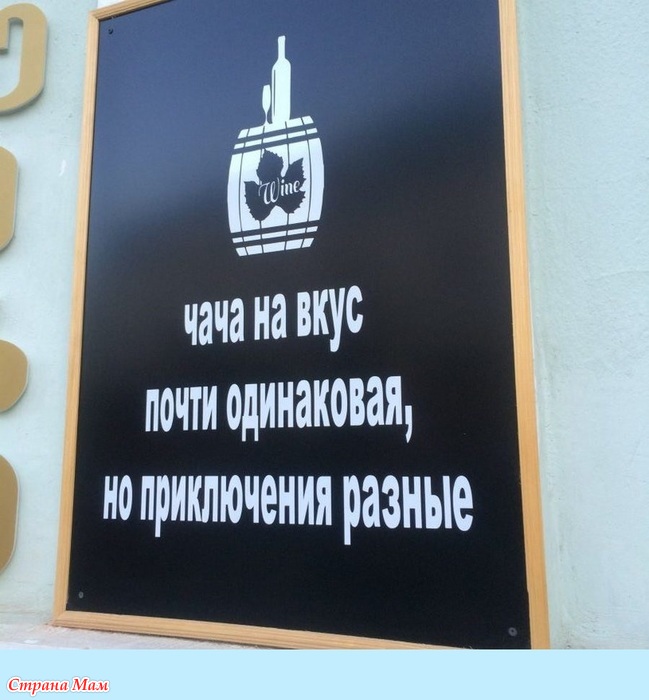 Wine
чача на вкус
почти одинаковая,
но приключения разные
Страна Мам